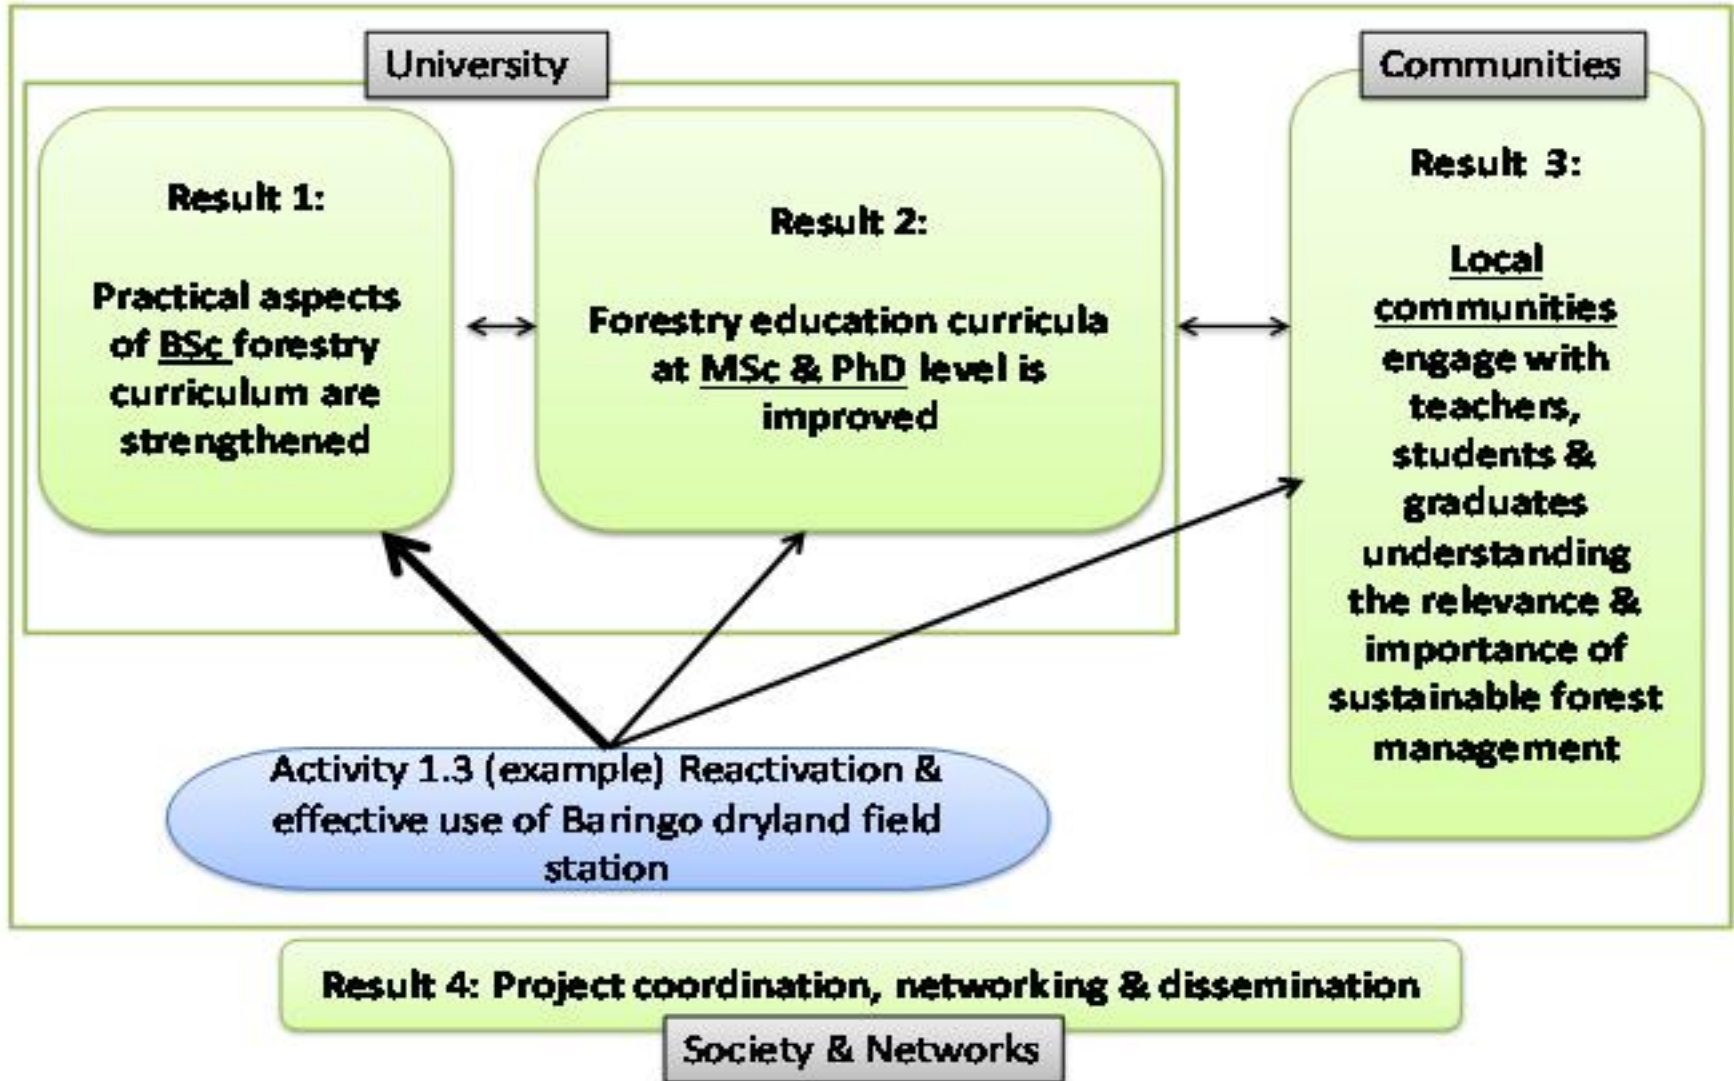 University
Result 1:
Practical aspects
of BSc forestry
curriculum are
strengthened
Result 2:
Forestry education curricula
at MSc & PhD level is
improved
Communities
Result 3:
Local
communities
engage with
teachers,
students &
graduates
understanding
the relevance &
importance of
sustainable forest
management
Activity 1.3 (example) Reactivation &
effective use of Baringo dryland field
station
Result 4: Project coordination, networking & dissemination
Society & Networks